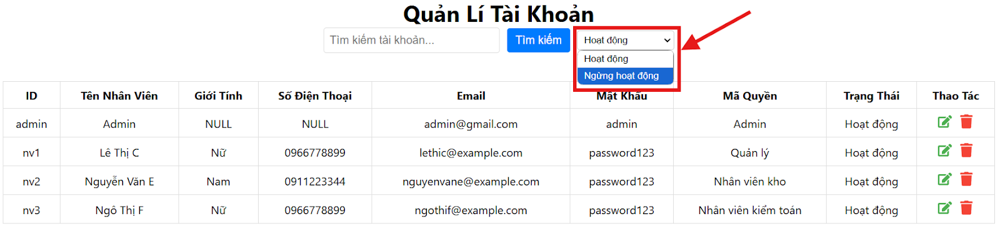 Quản Lí Tài Khoản
Tìm kiếm tài khoản... Tìm kiếm Hoạt động
Hoạt động
Ngừng hoạt động
ID Tên Nhân Viên Giới Tính Số Điện Thoại Email Mật Khẩu Mã Quyền Trạng Thái Thao Tác
admin Admin NULL NULL admin@gmail.com admin Admin Hoạt động
nv1 Lê Thị C Nữ 0966778899 lethic@example.com password123 Quản lý Hoạt động
nv2 Nguyễn Văn E Nam 0911223344 nguyenvane@example.com password123 Nhân viên kho Hoạt động
nv3 Ngô Thị F Nữ 0966778899 ngothif@example.com password123 Nhân viên kiểm toán Hoạt động